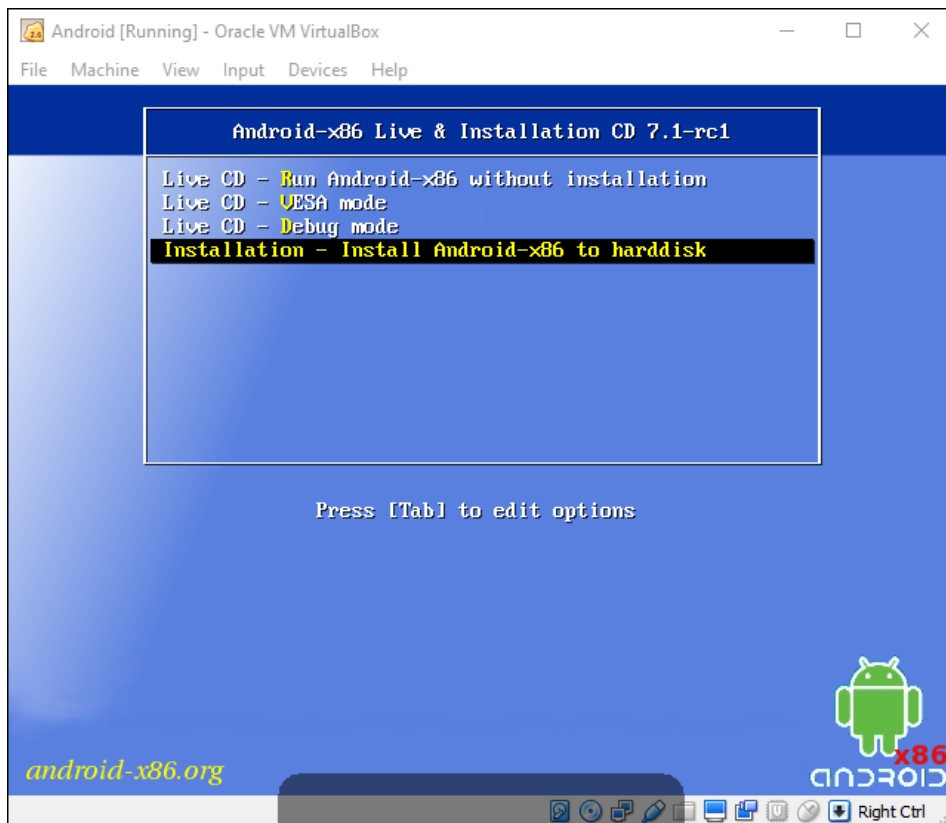 Android [Running] - Oracle VM VirtualBox
File Machine View Input Devices Help
Android-x86 Live & Installation CD 7.1-rc1
Live CD - Run Android-x86 without installation
Live CD - VESA mode
Live CD - Debug mode
Installation - Install Android-x86 to harddisk
Press [Tab] to edit options
android-x86.org
x86
ANDROID
Right Ctrl